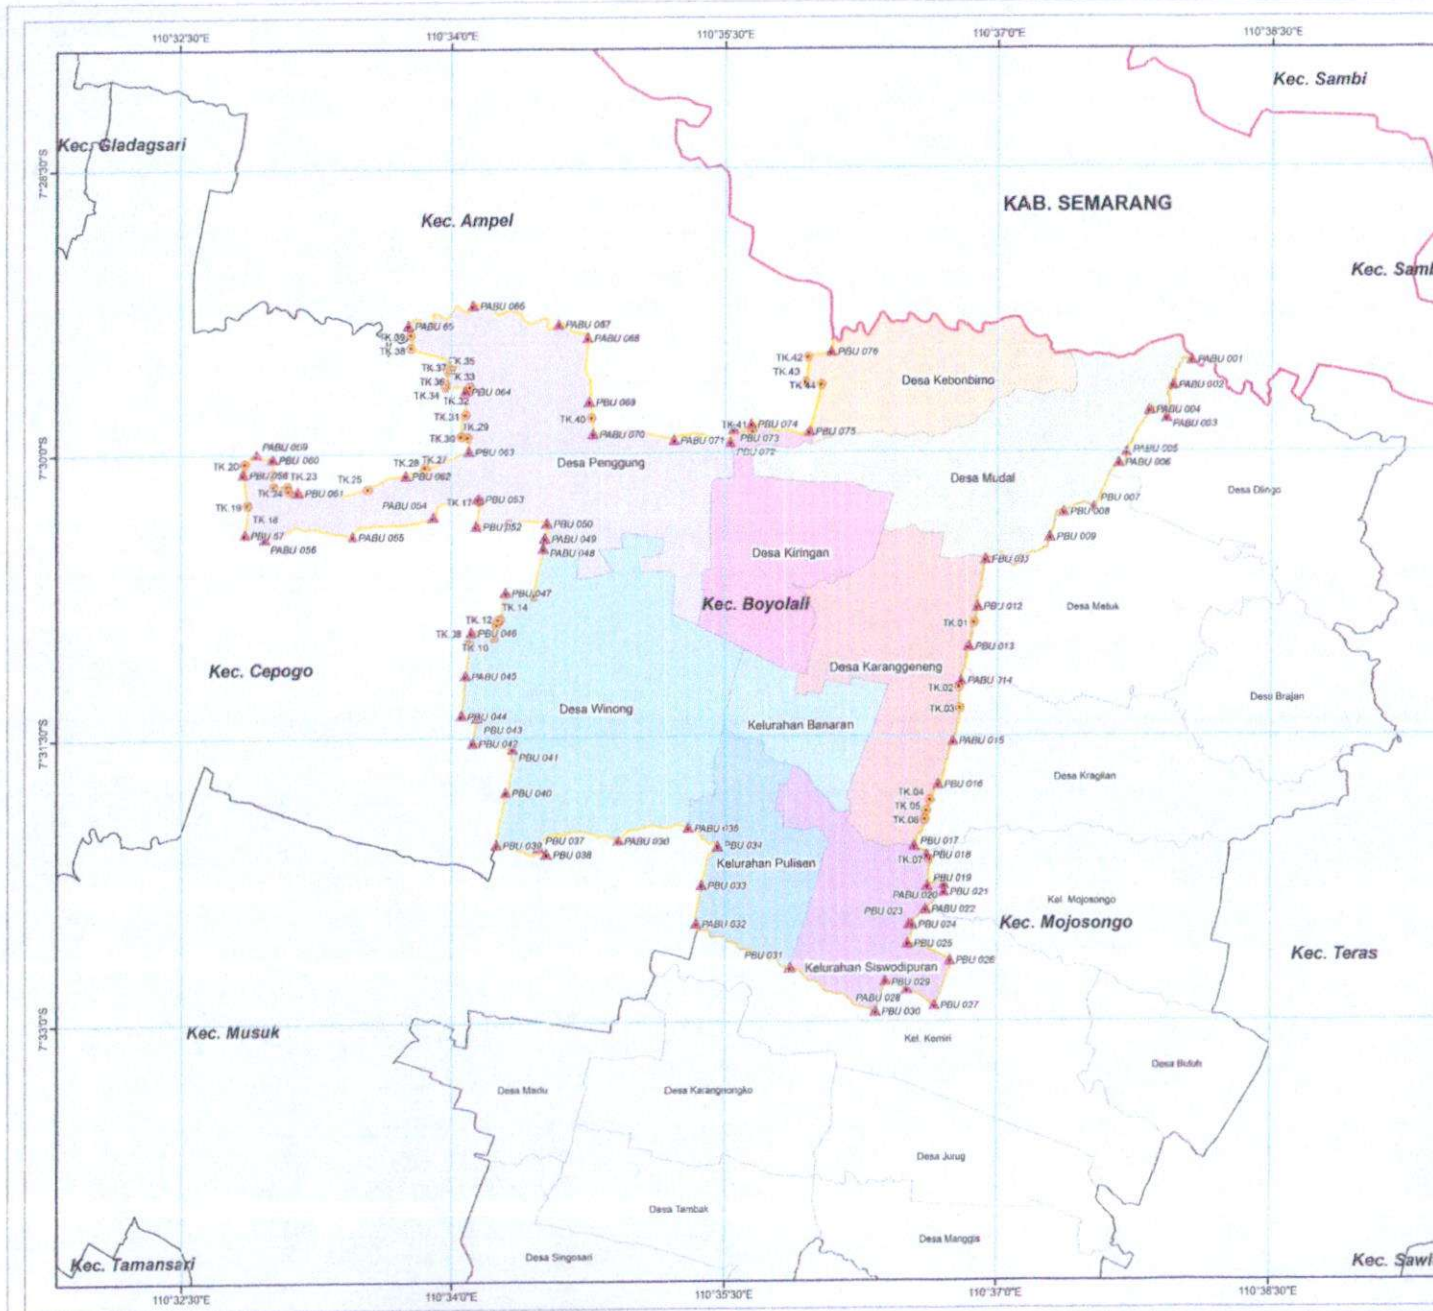 110°32'30"E 110°34'0"E 110°35'30"E 110°37'0"E 110°38'30"E
Kec. Sambi
Kec. Gladagsari
7°28'30"S
KAB. SEMARANG
Kec. Ampel
Kec. Samb
PABU 066
PABU 65 PABU 067
TK.39 PABU 068
TK.38
TK.42 PBU 076 PABU 001
TK.37 TK.35
TK.43 TK.33
TK.36 TK.44 Desa Kebonbimo PABU 002
TK.34 TK.32 PBU 064
PBU 069 PABU 004
TK.31 TK.40 PABU 003
TK.29 TK.41 PBU 074
TK.30 PABU 070 PABU 071 PBU 073 PBU 075
PBU 072
7°30'0"S
PABU 059 PBU 063 PABU 005
TK.20 PBU 060 TK.28 TK.27 Desa Penggung PABU 006
PBU 058 TK.23 TK.25 PBU 062 Desa Mudal Desa Dlingo
TK.24 PBU 061 PBU 007
TK.19 TK.17 PBU 053
TK.18 PABU 054 PBU 008
PBU 57 PBU 052 PBU 050
PABU 056 PABU 055 PABU 049 PBU 009
PABU 048 Desa Kiringan
PBU 047 Kec. Boyolali
TK.14 PBU 012 Desa Metuk
TK.12 TK.01
TK.08 PBU 046
TK.10 PBU 013
Kec. Cepogo Desa Karanggeneng
PABU 045 PABU 014
TK.02
Desa Brajan
Desa Winong TK.03
PBU 044 Kelurahan Banaran
PBU 043
7°31'30"S
PBU 042 PABU 015
PBU 041
Desa Kragilan
PBU 016
PBU 040 TK.04
TK.05
TK.06
PABU 035
PBU 037 PBU 017
PBU 039 PABU 036 PBU 034
PBU 038 TK.07 PBU 018
Kelurahan Pulisen
PBU 033 PBU 019
PABU 020 PBU 021
Kel. Mojosongo
PBU 023 PABU 022
PABU 032 PBU 024 Kec. Mojosongo
PBU 025
PBU 031 PBU 026 Kec. Teras
Kelurahan Siswodipuran
PBU 029
PABU 028
PBU 030 PBU 027
7°33'0"S
Kec. Musuk Kel. Kemiri
Desa Butuh
Desa Madu Desa Karangnongko
Desa Jurug
Desa Tambak
Desa Manggis
Desa Singosari
Kec. Tamansari Kec. Sawi
110°32'30"E 110°34'0"E 110°35'30"E 110°37'0"E 110°38'30"E